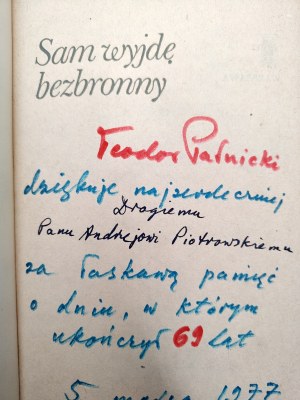 Sam wyjdę
bezbronny
Teodor Parnicki
dziękuje najserdeczniej
Drogiemu
Panu Andrzejowi Piotrowskiemu
za łaskawą pamięć
o dniu, w którym
ukończył 69 lat
5 marca 1977